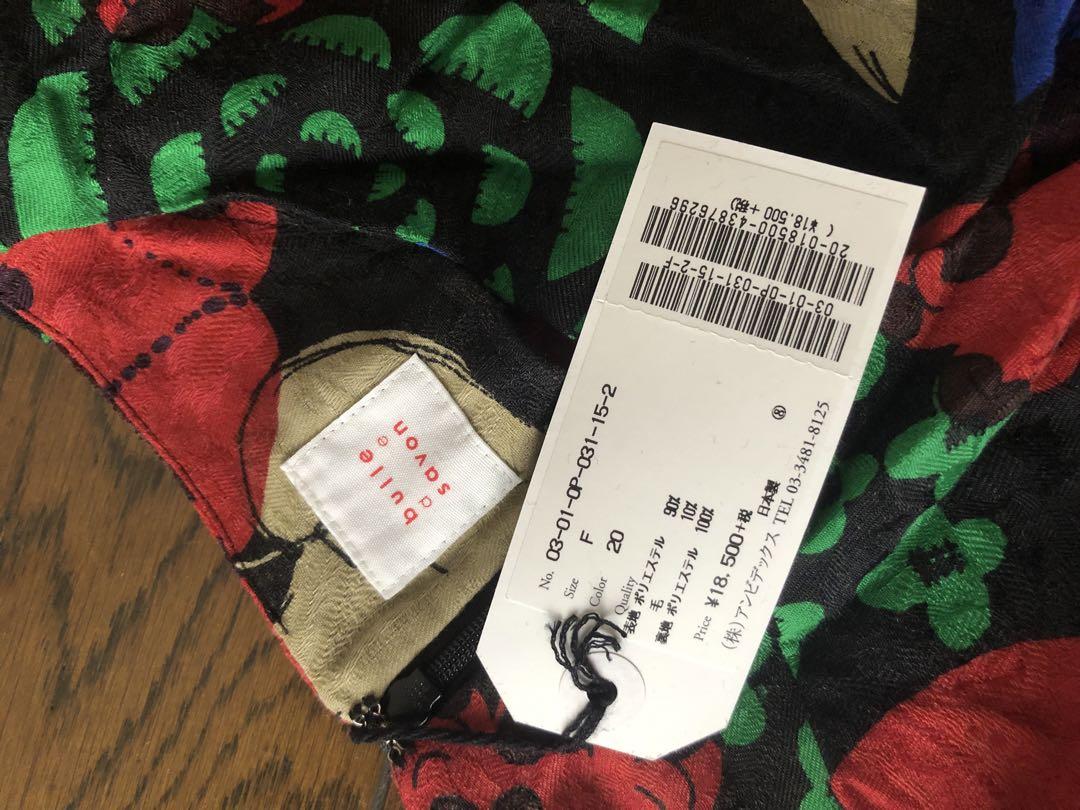 bulle
de
savon
No. 03-01-OP-031-15-2
Size F
Color 20
Quality
表地 ポリエステル 90%
毛 10%
裏地 ポリエステル 100%
Price ¥18,500+税
日本製 ®
(株)アンビデックス TEL 03-3481-8125
03-01-OP-031-15-2-F
20-018500-43876296
(¥18,500+税)